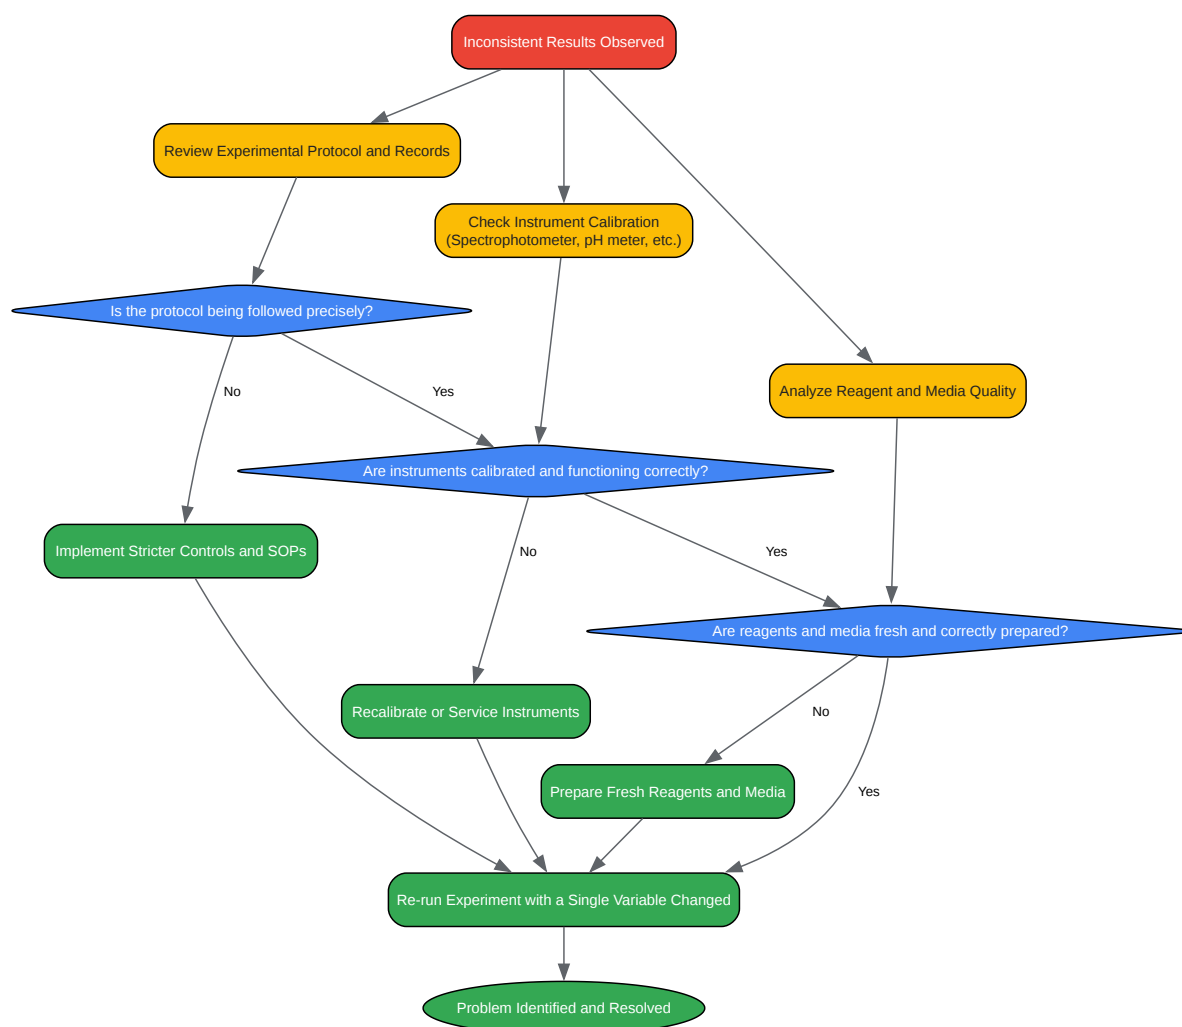 Inconsistent Results Observed
Review Experimental Protocol and Records
Check Instrument Calibration
(Spectrophotometer, pH meter, etc.)
Is the protocol being followed precisely?
No
Yes
Analyze Reagent and Media Quality
Are instruments calibrated and functioning correctly?
Implement Stricter Controls and SOPs
No
Yes
Are reagents and media fresh and correctly prepared?
Recalibrate or Service Instruments
No
Prepare Fresh Reagents and Media
Yes
Re-run Experiment with a Single Variable Changed
Problem Identified and Resolved